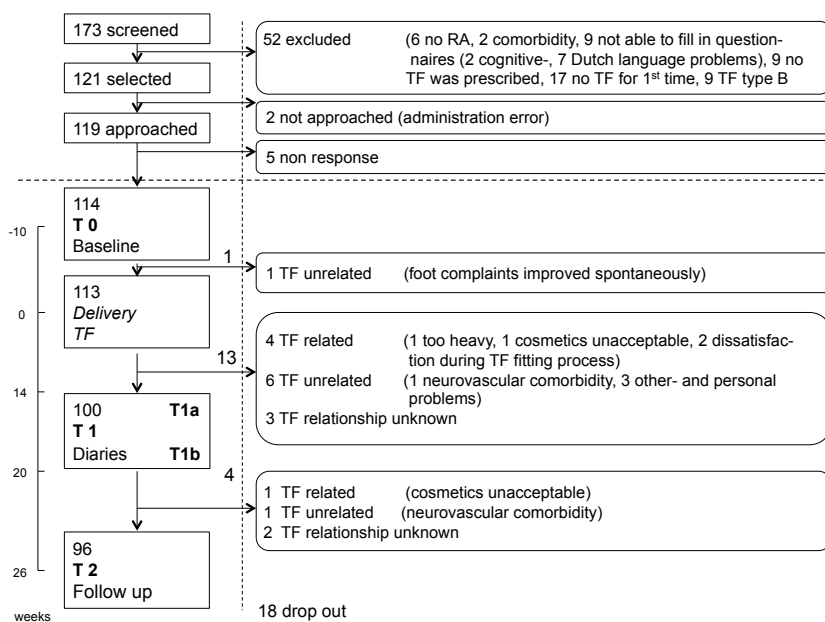 173 screened
52 excluded (6 no RA, 2 comorbidity, 9 not able to fill in question-
naires (2 cognitive-, 7 Dutch language problems), 9 no
TF was prescribed, 17 no TF for 1st time, 9 TF type B
121 selected
2 not approached (administration error)
119 approached
5 non response
114
T 0
Baseline
-10
1
1 TF unrelated (foot complaints improved spontaneously)
113
Delivery
TF
0
13
4 TF related (1 too heavy, 1 cosmetics unacceptable, 2 dissatisfac-
tion during TF fitting process)
6 TF unrelated (1 neurovascular comorbidity, 3 other- and personal
problems)
3 TF relationship unknown
14
100 T1a
T 1
Diaries T1b
20
4
1 TF related (cosmetics unacceptable)
1 TF unrelated (neurovascular comorbidity)
2 TF relationship unknown
96
T 2
Follow up
26
weeks
18 drop out